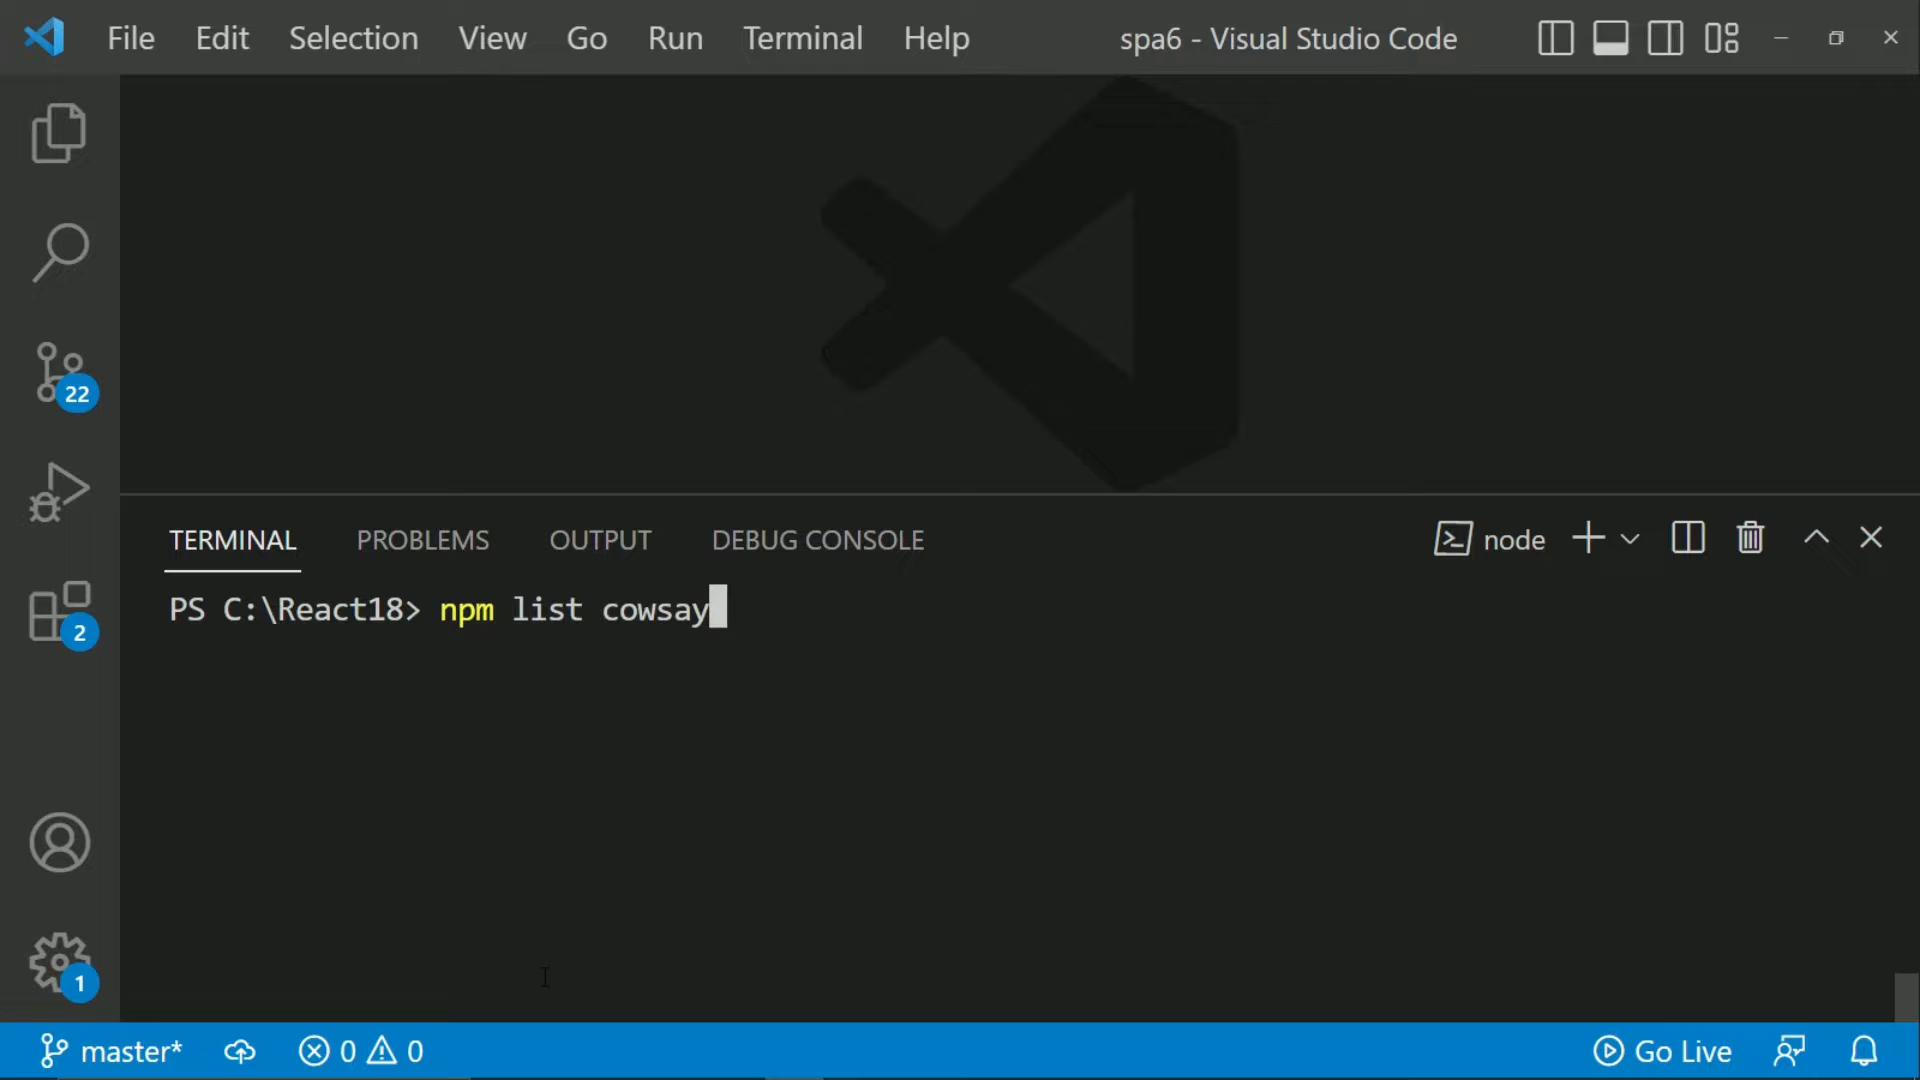 File Edit Selection View Go Run Terminal Help spa6 - Visual Studio Code
22
2
TERMINAL PROBLEMS OUTPUT DEBUG CONSOLE node
PS C:\React18> npm list cowsay
1
master* 0 0 Go Live